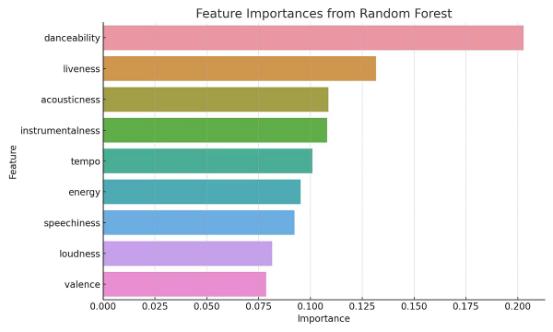 Feature Importances from Random Forest
danceability
liveness
acousticness
instrumentalness
tempo
energy
speechiness
loudness
valence
Feature
0.000 0.025 0.050 0.075 0.100 0.125 0.150 0.175 0.200
Importance